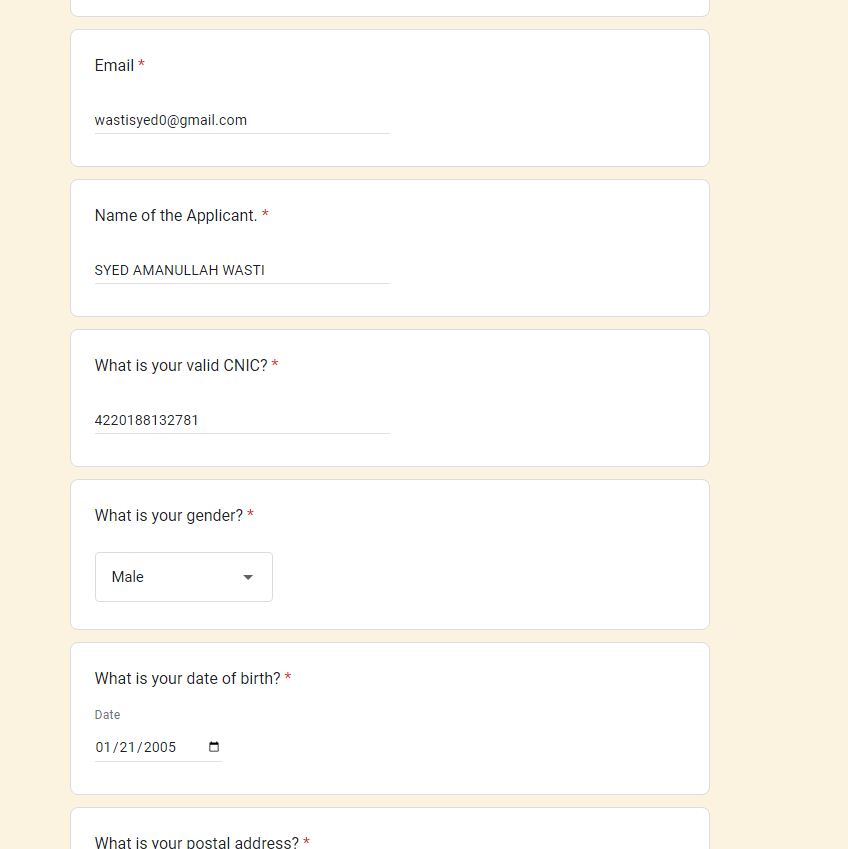 Email *
wastisyed0@gmail.com
Name of the Applicant. *
SYED AMANULLAH WASTI
What is your valid CNIC? *
4220188132781
What is your gender? *
Male
What is your date of birth? *
Date
01/21/2005
What is your postal address? *